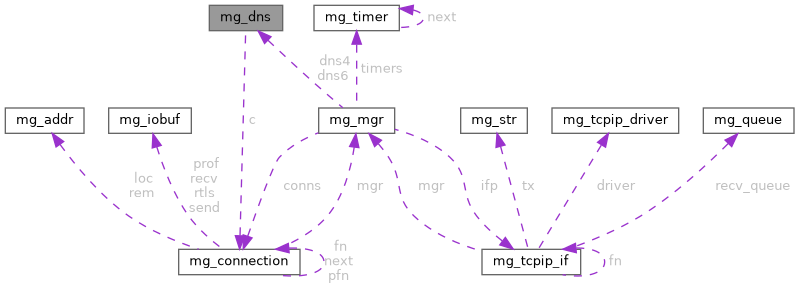 mg_dns
mg_timer
next
dns4
dns6
timers
mg_addr
mg_iobuf
c
mg_mgr
mg_str
mg_tcpip_driver
mg_queue
loc
rem
prof
recv
rtls
send
conns
mgr
mgr
ifp
tx
driver
recv_queue
mg_connection
fn
next
pfn
mg_tcpip_if
fn